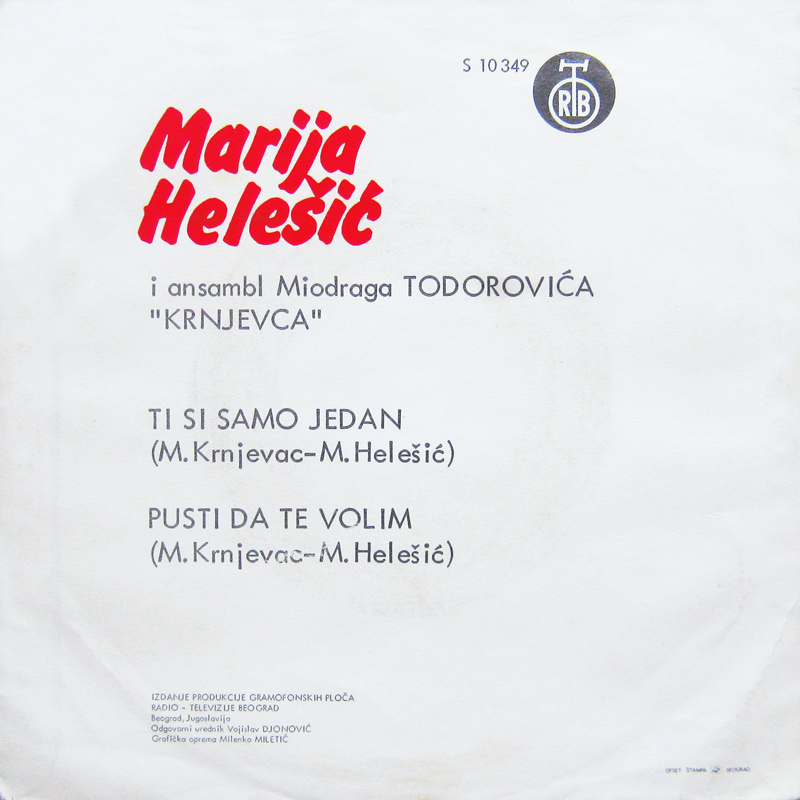 S 10 349
RTB
Marija
Helešić
i ansambl Miodraga TODOROVIĆA
"KRNJEVCA"
TI SI SAMO JEDAN
(M.Krnjevac-M.Helešić)
PUSTI DA TE VOLIM
(M.Krnjevac-M.Helešić)
IZDANJE PRODUKCIJE GRAMOFONSKIH PLOČA
RADIO - TELEVIZIJE BEOGRAD
Beograd, Jugoslavija
Odgovorni urednik Vojislav DJONOVIĆ
Grafička oprema Milenko MILETIĆ
OFSET ŠTAMPA BEOGRAD